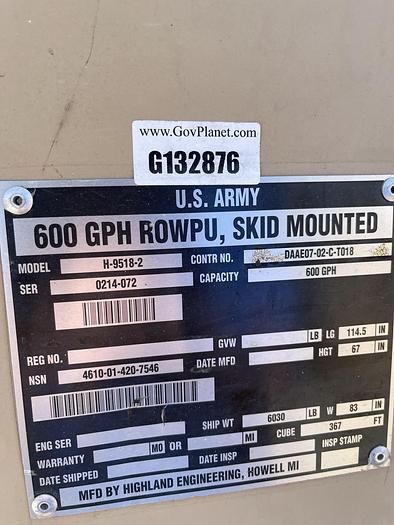 www.GovPlanet.com
G132876
U.S. ARMY
600 GPH ROWPU, SKID MOUNTED
MODEL H-9518-2 CONTR NO. DAAE07-02-C-T018
SER 0214-072 CAPACITY 600 GPH
REG NO. GVW LB LG 114.5 IN
NSN 4610-01-420-7546 DATE MFD HGT 67 IN
SHIP WT 6030 LB W 83 IN
ENG SER MI CUBE 367 FT
WARRANTY MO OR DATE INSP INSP STAMP
DATE SHIPPED
MFD BY HIGHLAND ENGINEERING, HOWELL MI